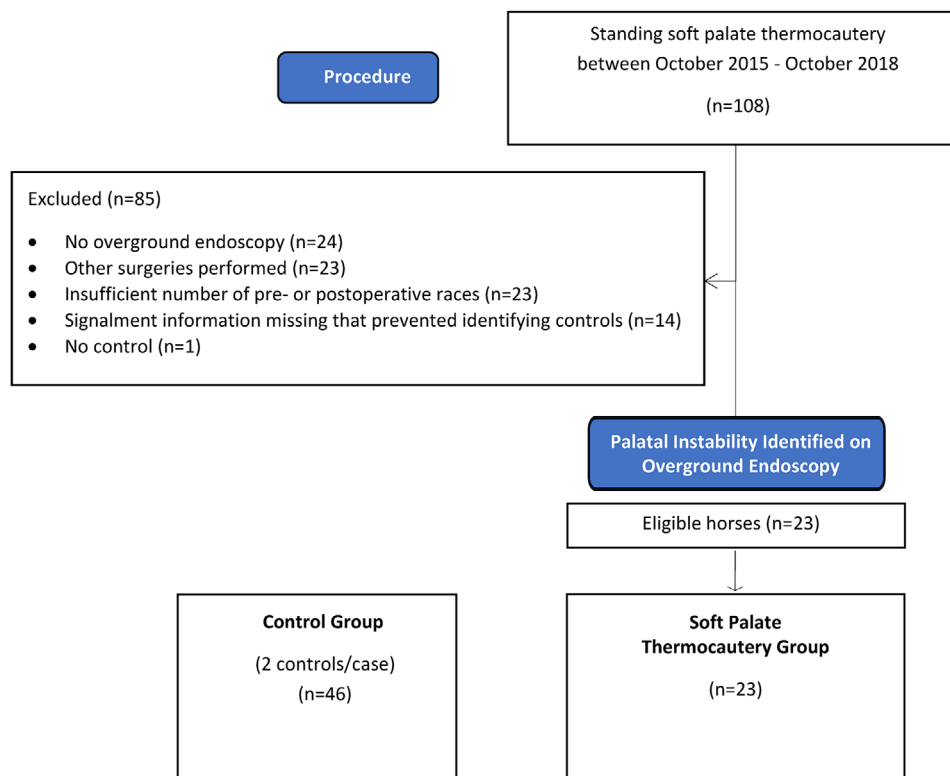 Procedure
Standing soft palate thermocautery
between October 2015 - October 2018
(n=108)
Excluded (n=85)
• No overground endoscopy (n=24)
• Other surgeries performed (n=23)
• Insufficient number of pre- or postoperative races (n=23)
• Signalment information missing that prevented identifying controls (n=14)
• No control (n=1)
Palatal Instability Identified on
Overground Endoscopy
Eligible horses (n=23)
Control Group
(2 controls/case)
(n=46)
Soft Palate
Thermocautery Group
(n=23)